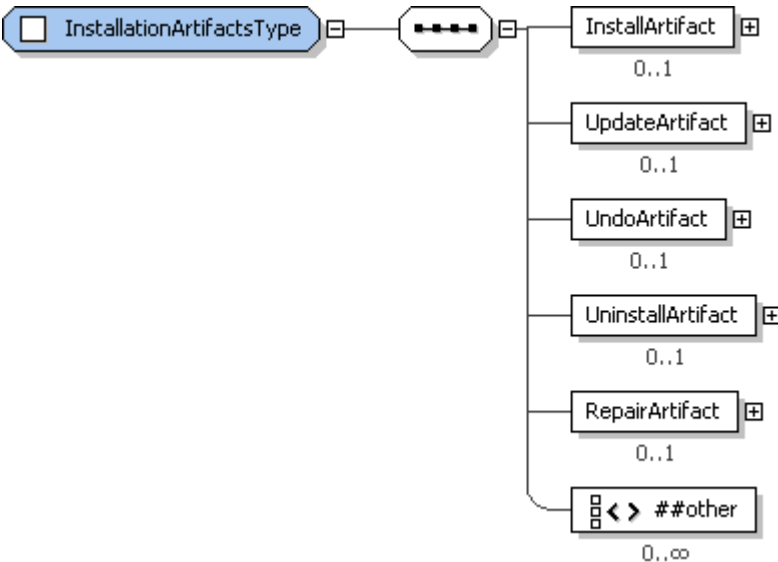 InstallationArtifactsType
InstallArtifact
0..1
UpdateArtifact
0..1
UndoArtifact
0..1
UninstallArtifact
0..1
RepairArtifact
0..1
##other
0..∞